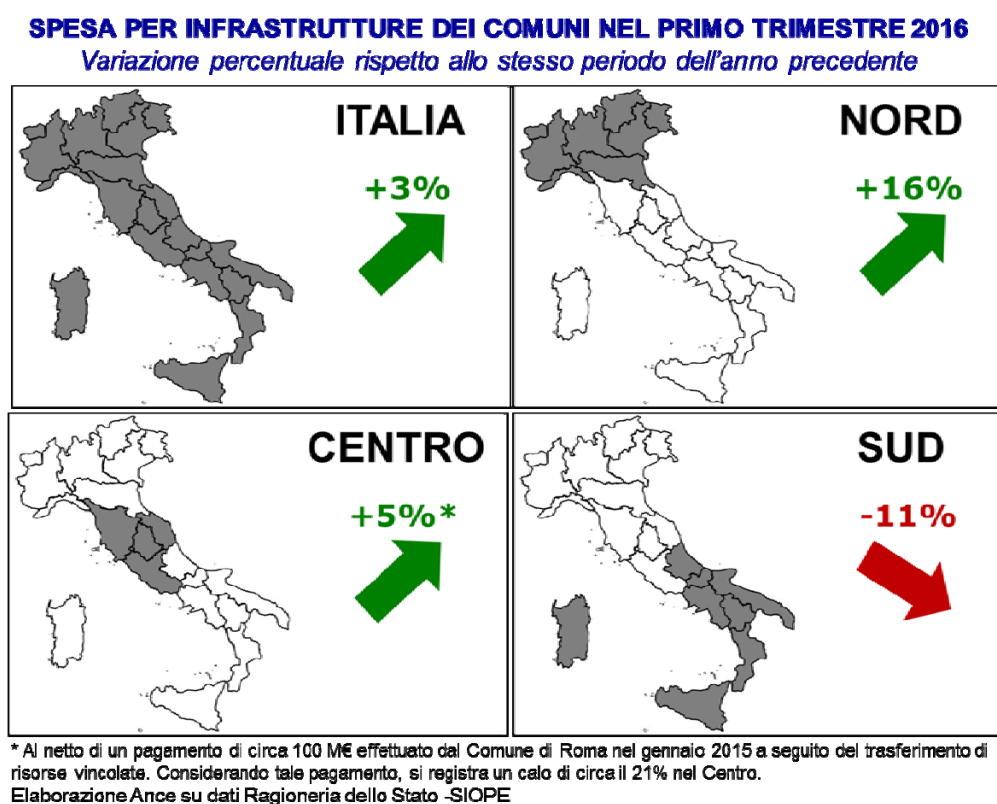 SPESA PER INFRASTRUTTURE DEI COMUNI NEL PRIMO TRIMESTRE 2016
Variazione percentuale rispetto allo stesso periodo dell'anno precedente
ITALIA
+3%
NORD
+16%
CENTRO
+5%*
SUD
-11%
* Al netto di un pagamento di circa 100 M€ effettuato dal Comune di Roma nel gennaio 2015 a seguito del trasferimento di
risorse vincolate. Considerando tale pagamento, si registra un calo di circa il 21% nel Centro.
Elaborazione Ance su dati Ragioneria dello Stato -SIOPE